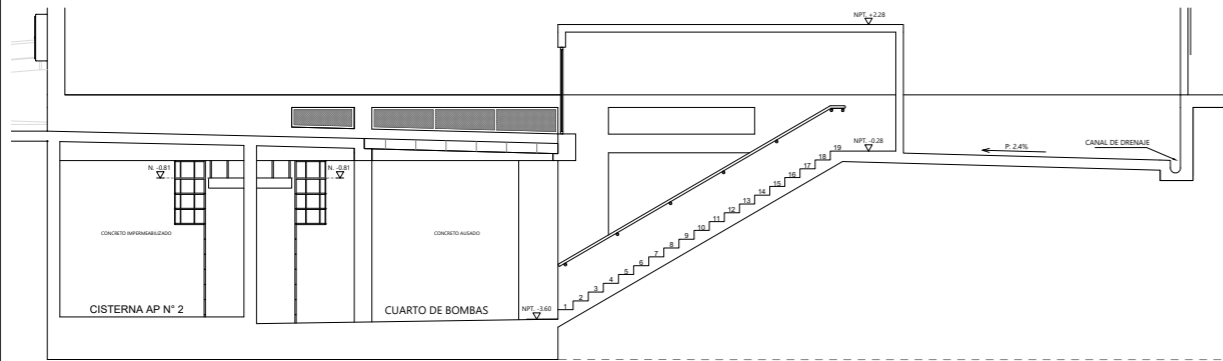 NPT. +2.28
NPT. -0.28
P: 2.4%
CANAL DE DRENAJE
N. -0.81
N. -0.81
CONCRETO IMPERMEABILIZADO
CONCRETO ALISADO
CISTERNA AP N° 2
CUARTO DE BOMBAS
NPT. -3.60
1
2
3
4
5
6
7
8
9
10
11
12
13
14
15
16
17
18
19